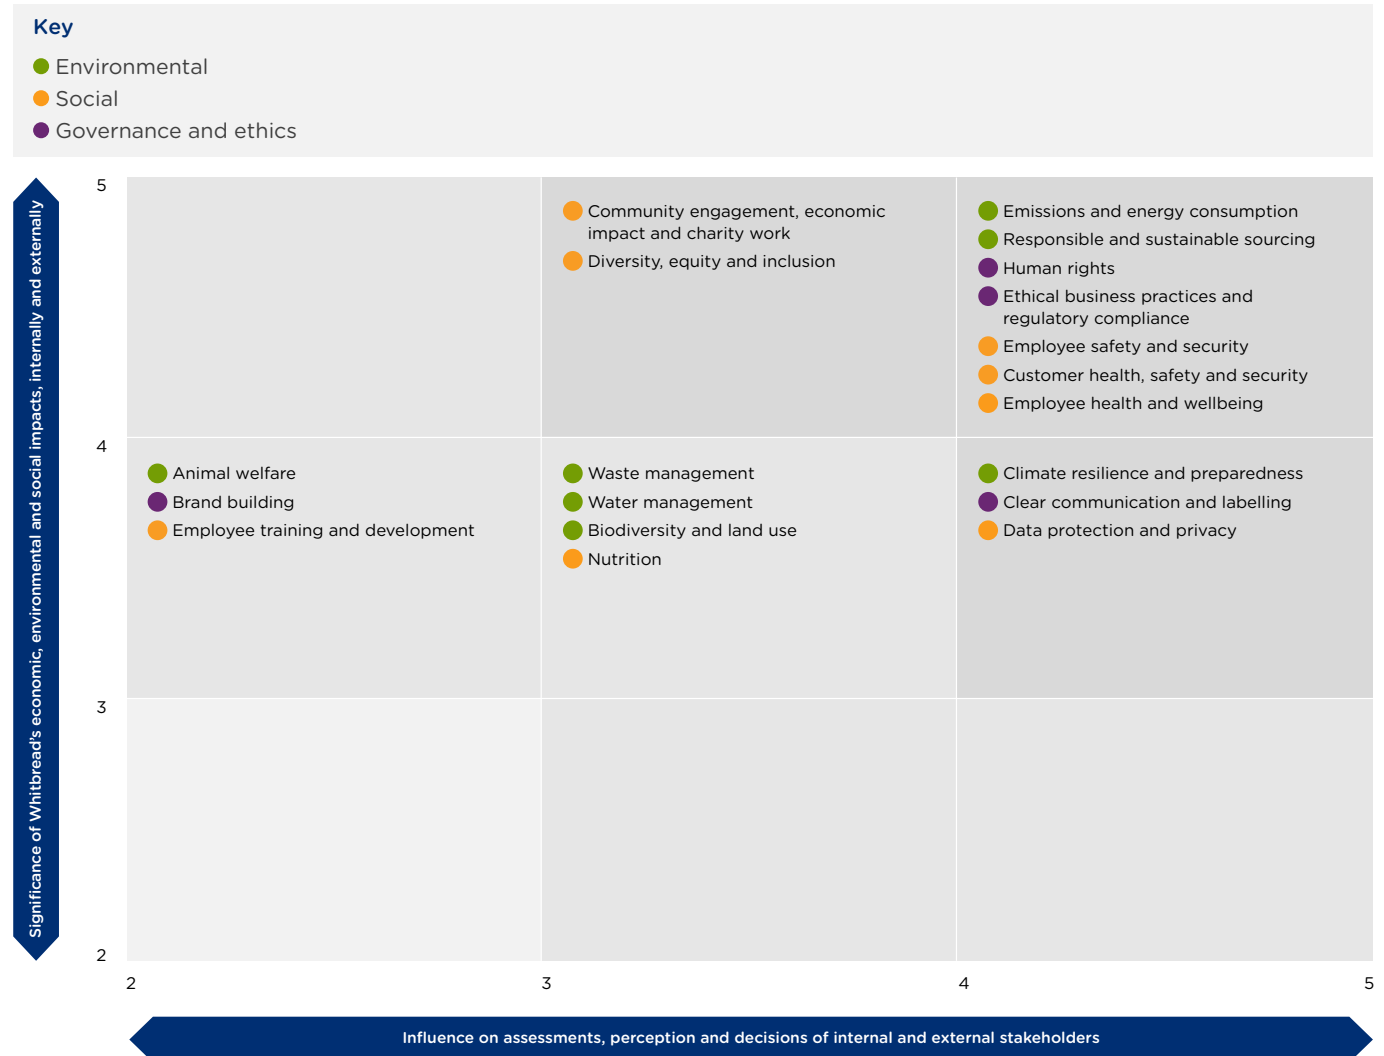 Key
Environmental
Social
Governance and ethics
Significance of Whitbread's economic, environmental and social impacts, internally and externally
5
Community engagement, economic
impact and charity work
Diversity, equity and inclusion
Emissions and energy consumption
Responsible and sustainable sourcing
Human rights
Ethical business practices and
regulatory compliance
Employee safety and security
Customer health, safety and security
Employee health and wellbeing
4
Animal welfare
Brand building
Employee training and development
Waste management
Water management
Biodiversity and land use
Nutrition
Climate resilience and preparedness
Clear communication and labelling
Data protection and privacy
3
2
2
3
4
5
Influence on assessments, perception and decisions of internal and external stakeholders